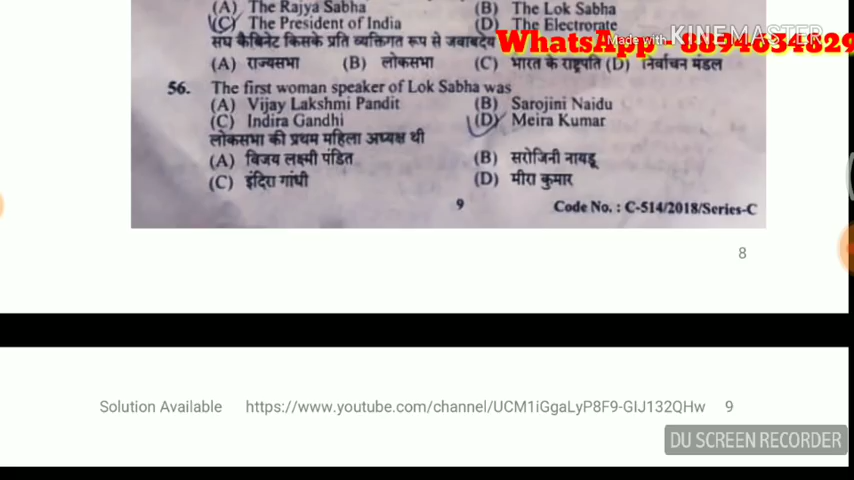 (A) The Rajya Sabha (B) The Lok Sabha
(C) The President of India (D) The Electrorate
संघ कैबिनेट किसके प्रति व्यक्तिगत रूप से जवाबदेय
WhatsApp - 8894034829
Made with KINEMASTER
(A) राज्यसभा (B) लोकसभा (C) भारत के राष्ट्रपति (D) निर्वाचन मंडल
56. The first woman speaker of Lok Sabha was
(A) Vijay Lakshmi Pandit (B) Sarojini Naidu
(C) Indira Gandhi (D) Meira Kumar
लोकसभा की प्रथम महिला अध्यक्ष थी
(A) विजय लक्ष्मी पंडित (B) सरोजिनी नायडू
(C) इंदिरा गांधी (D) मीरा कुमार
9 Code No. : C-514/2018/Series-C
8
Solution Available https://www.youtube.com/channel/UCM1iGgaLyP8F9-GIJ132QHw 9
DU SCREEN RECORDER